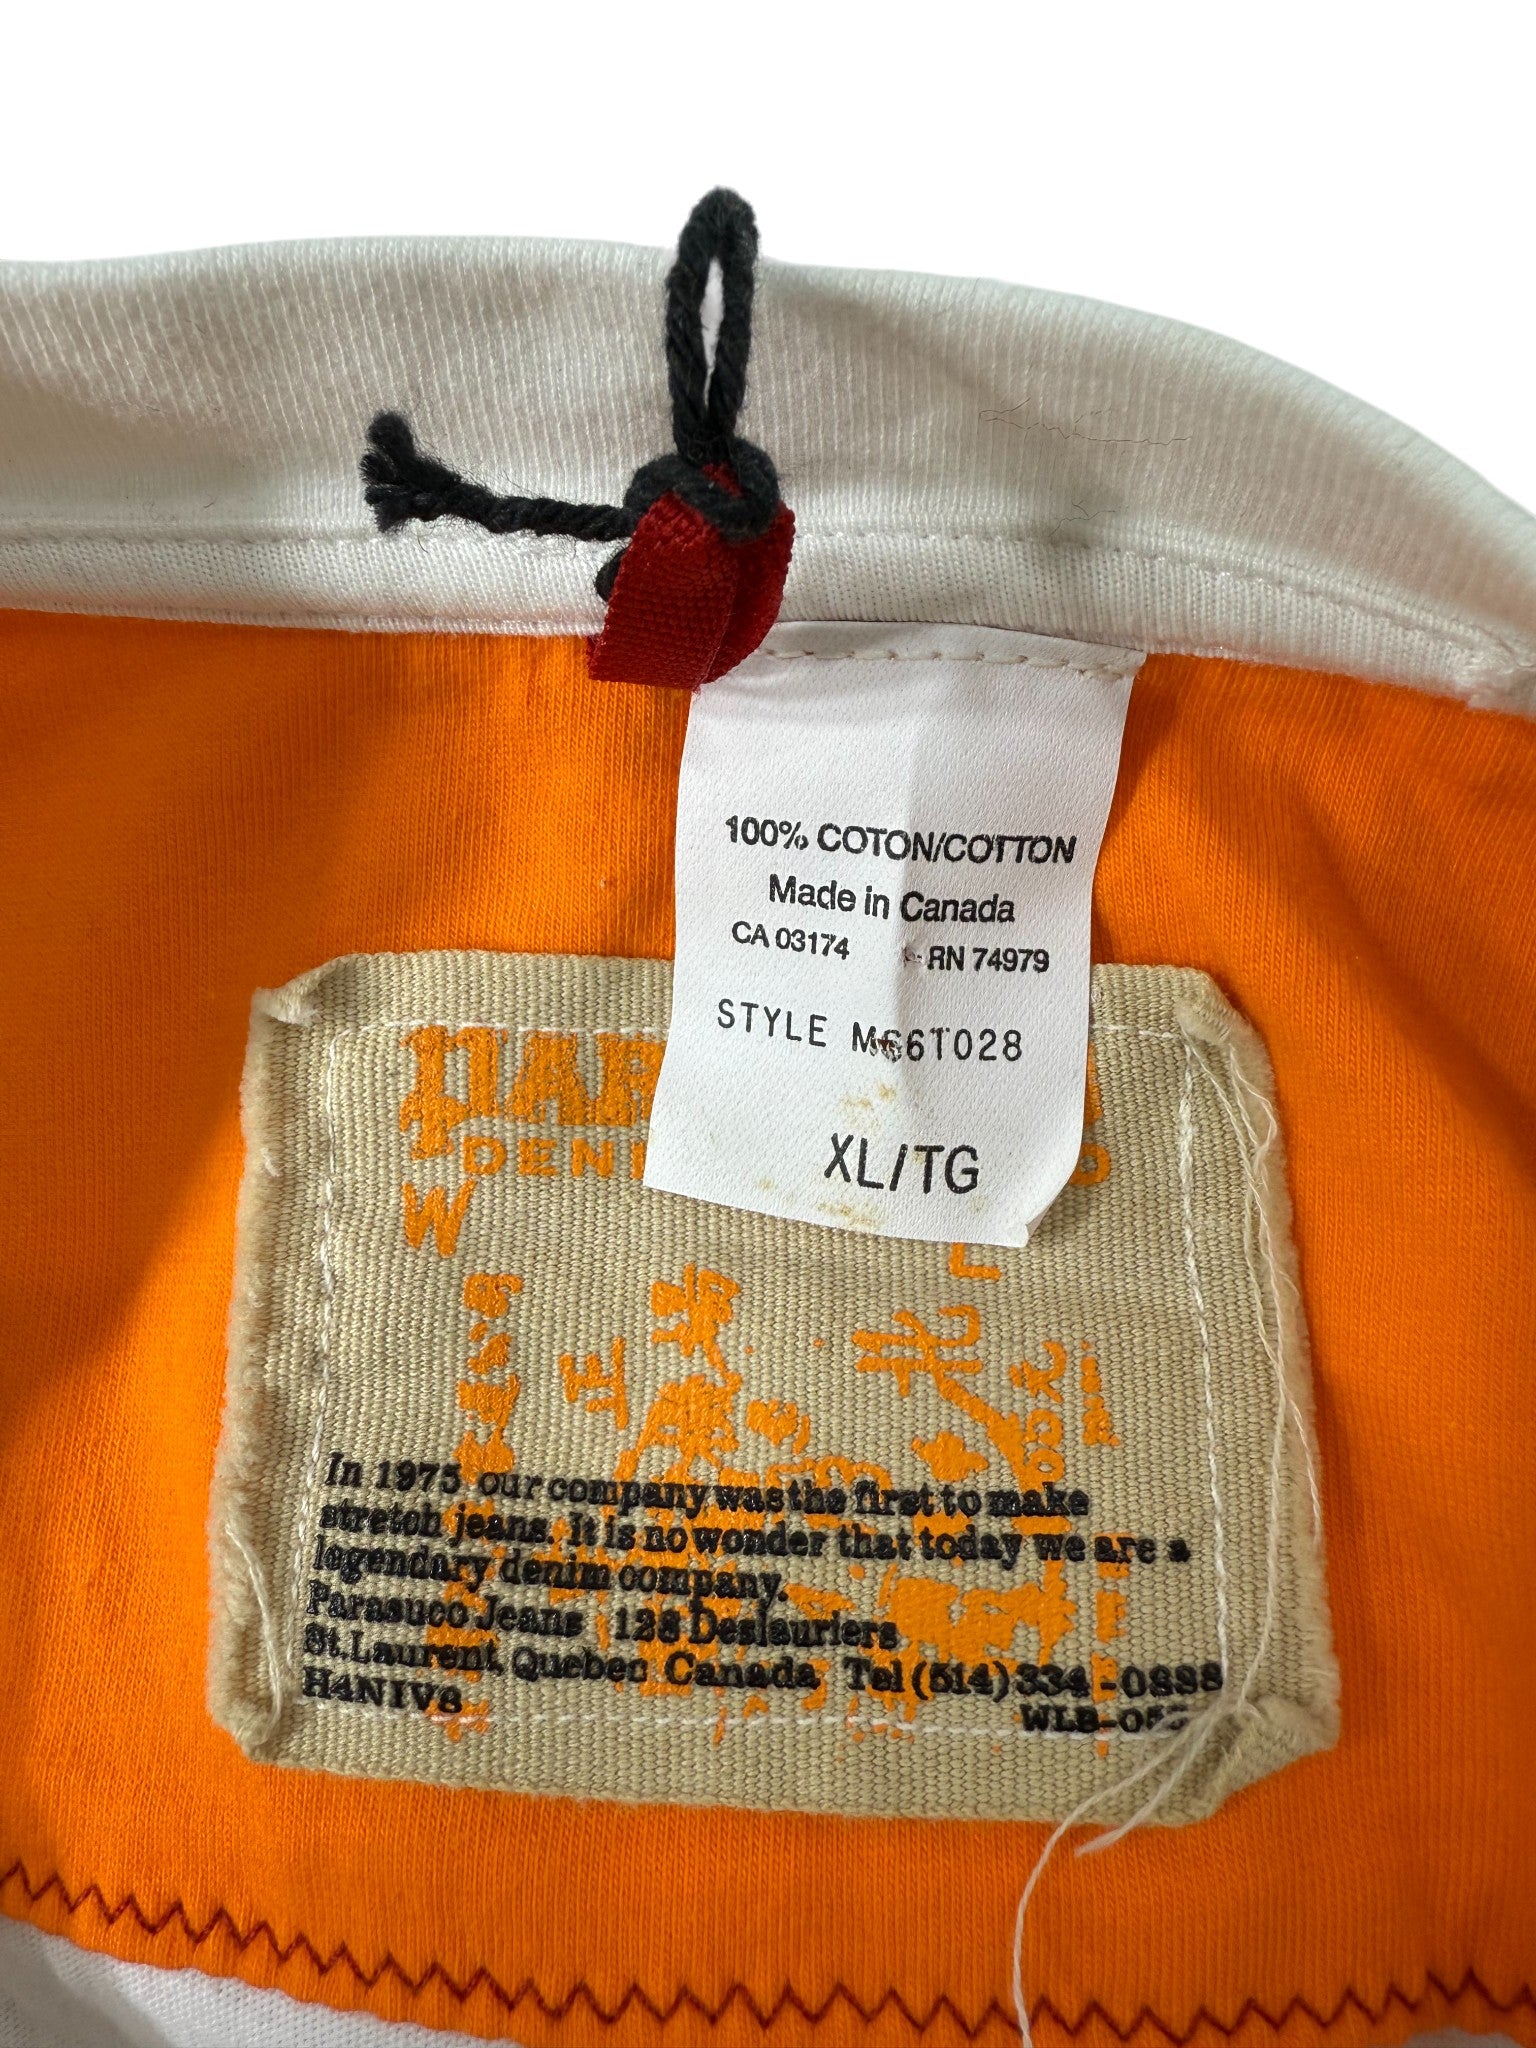 100% COTON/COTTON
Made in Canada
CA 03174 RN 74979
STYLE M66T028
XL/TG
DENI
W
In 1975 our company was the first to make
stretch jeans. It is no wonder that today we are a
legendary denim company.
Parasuco Jeans 128 Deslauriers
St. Laurent, Quebec Canada Tel (514) 334-0888
H4N1V8
WLB-055